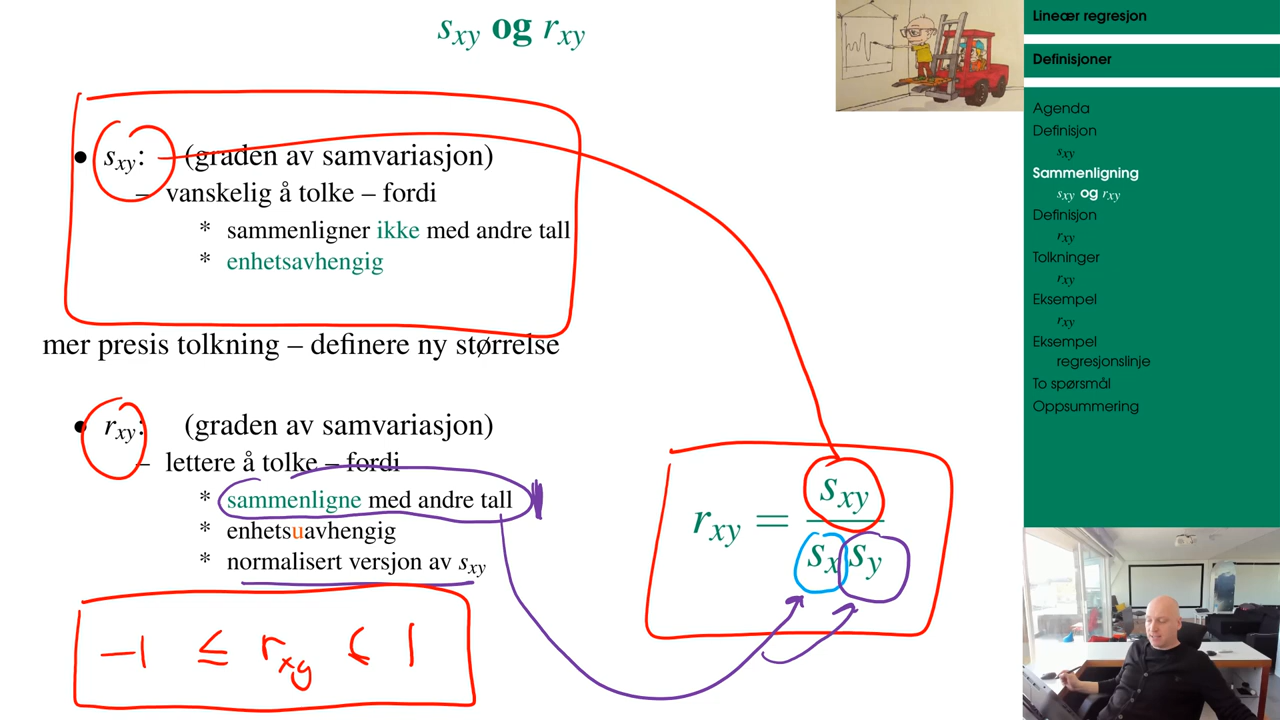 s_xy og r_xy
• s_xy: (graden av samvariasjon)
– vanskelig å tolke – fordi
* sammenligner ikke med andre tall
* enhetsavhengig
mer presis tolkning – definere ny størrelse
• r_xy: (graden av samvariasjon)
– lettere å tolke – fordi
* sammenligne med andre tall
* enhetsuavhengig
* normalisert versjon av s_xy
-1 ≤ r_xy ≤ 1
r_xy = s_xy / s_x s_y
Lineær regresjon
Definisjoner
Agenda
Definisjon
s_xy
Sammenligning
s_xy og r_xy
Definisjon
r_xy
Tolkninger
r_xy
Eksempel
r_xy
Eksempel
regresjonslinje
To spørsmål
Oppsummering